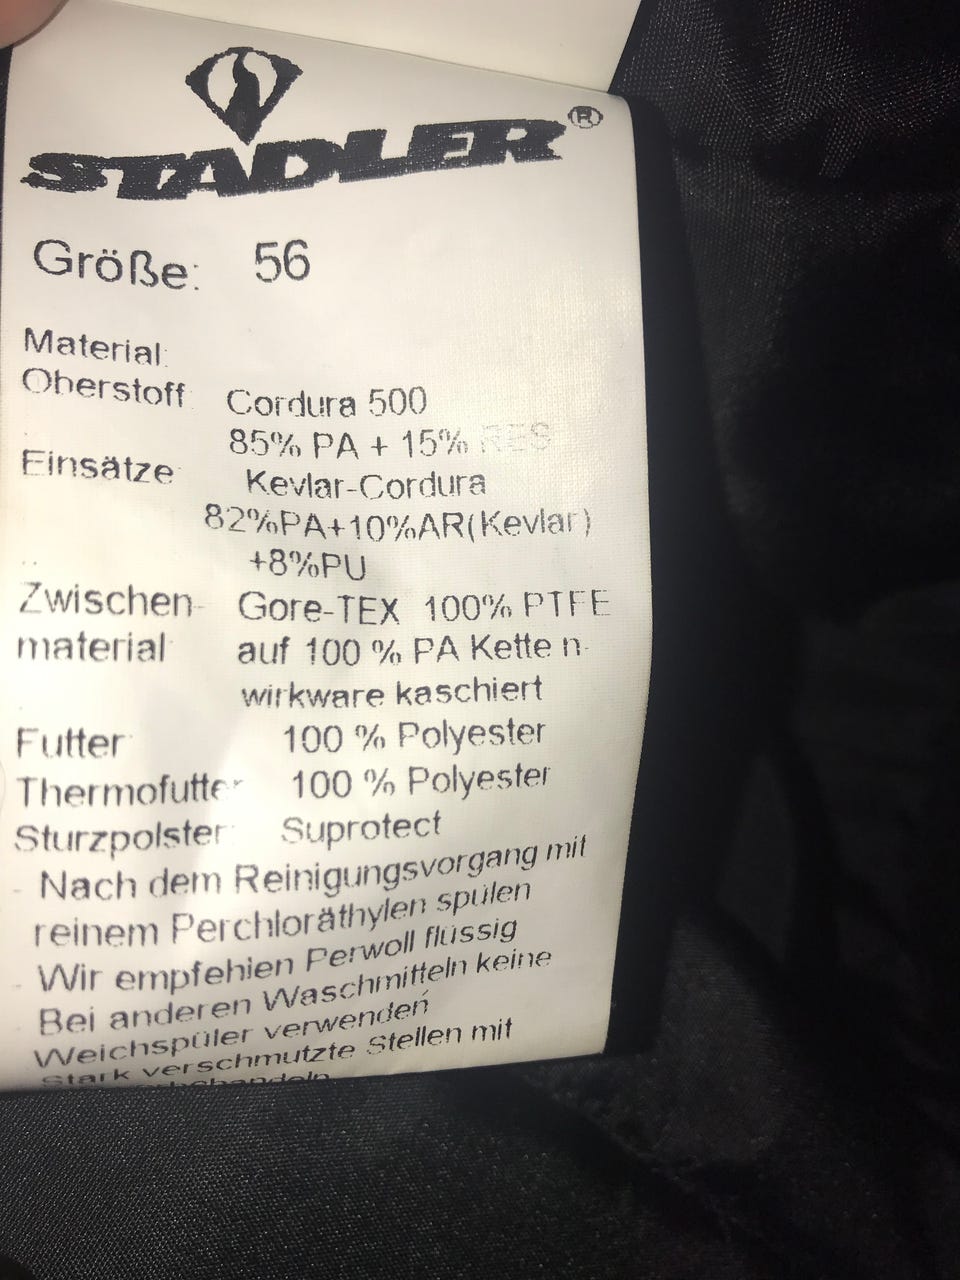 STADLER®
Größe: 56
Material:
Oberstoff Cordura 500
85% PA + 15% RES
Einsätze Kevlar-Cordura
82%PA+10%AR(Kevlar)
+8%PU
Zwischen- Gore-TEX 100% PTFE
material auf 100 % PA Kette n-
wirkware kaschiert
Futter 100 % Polyester
Thermofutter 100 % Polyester
Sturzpolster: Suprotect
- Nach dem Reinigungsvorgang mit
reinem Perchloräthylen spülen
- Wir empfehlen Perwoll flüssig
Bei anderen Waschmitteln keine
Weichspüler verwenden
Stark verschmutzte Stellen mit